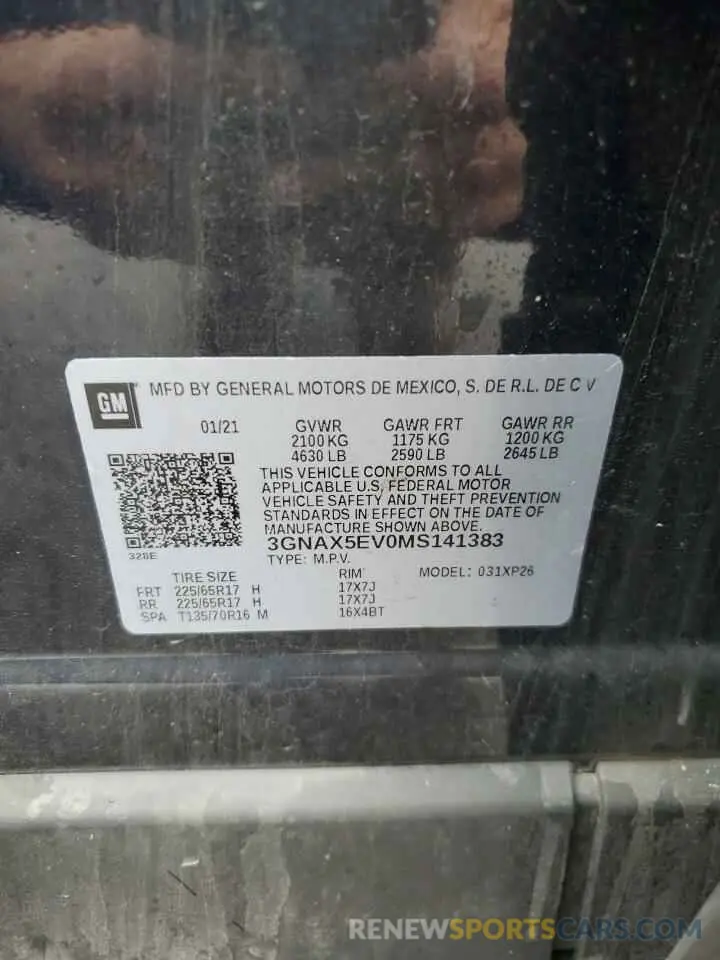 GM MFD BY GENERAL MOTORS DE MEXICO, S. DE R.L. DE C V
01/21 GVWR GAWR FRT GAWR RR
2100 KG 1175 KG 1200 KG
4630 LB 2590 LB 2645 LB
THIS VEHICLE CONFORMS TO ALL
APPLICABLE U.S. FEDERAL MOTOR
VEHICLE SAFETY AND THEFT PREVENTION
STANDARDS IN EFFECT ON THE DATE OF
MANUFACTURE SHOWN ABOVE.
3GNAX5EV0MS141383
328E
TYPE: M.P.V.
TIRE SIZE RIM MODEL: 031XP26
FRT 225/65R17 H 17X7J
RR 225/65R17 H 17X7J
SPA T135/70R16 M 16X4BT
RENEWSPORTSCARS.COM